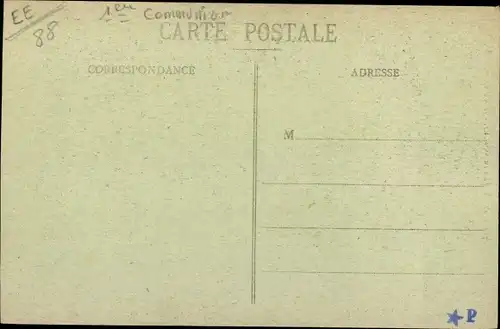 EE
88
1ère Communion
CARTE POSTALE
CORRESPONDANCE
ADRESSE
M
★ P